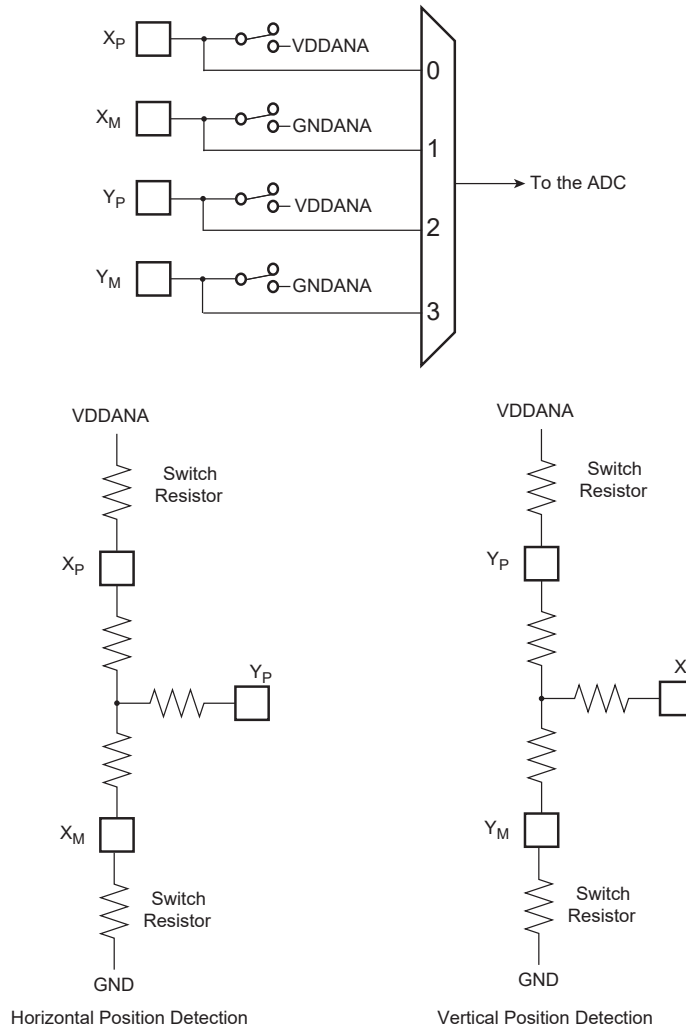 XP
VDDANA
0
XM
GNDANA
1
To the ADC
YP
VDDANA
2
YM
GNDANA
3
VDDANA
Switch
Resistor
XP
YP
XM
Switch
Resistor
GND
Horizontal Position Detection
VDDANA
Switch
Resistor
YP
X
YM
Switch
Resistor
GND
Vertical Position Detection